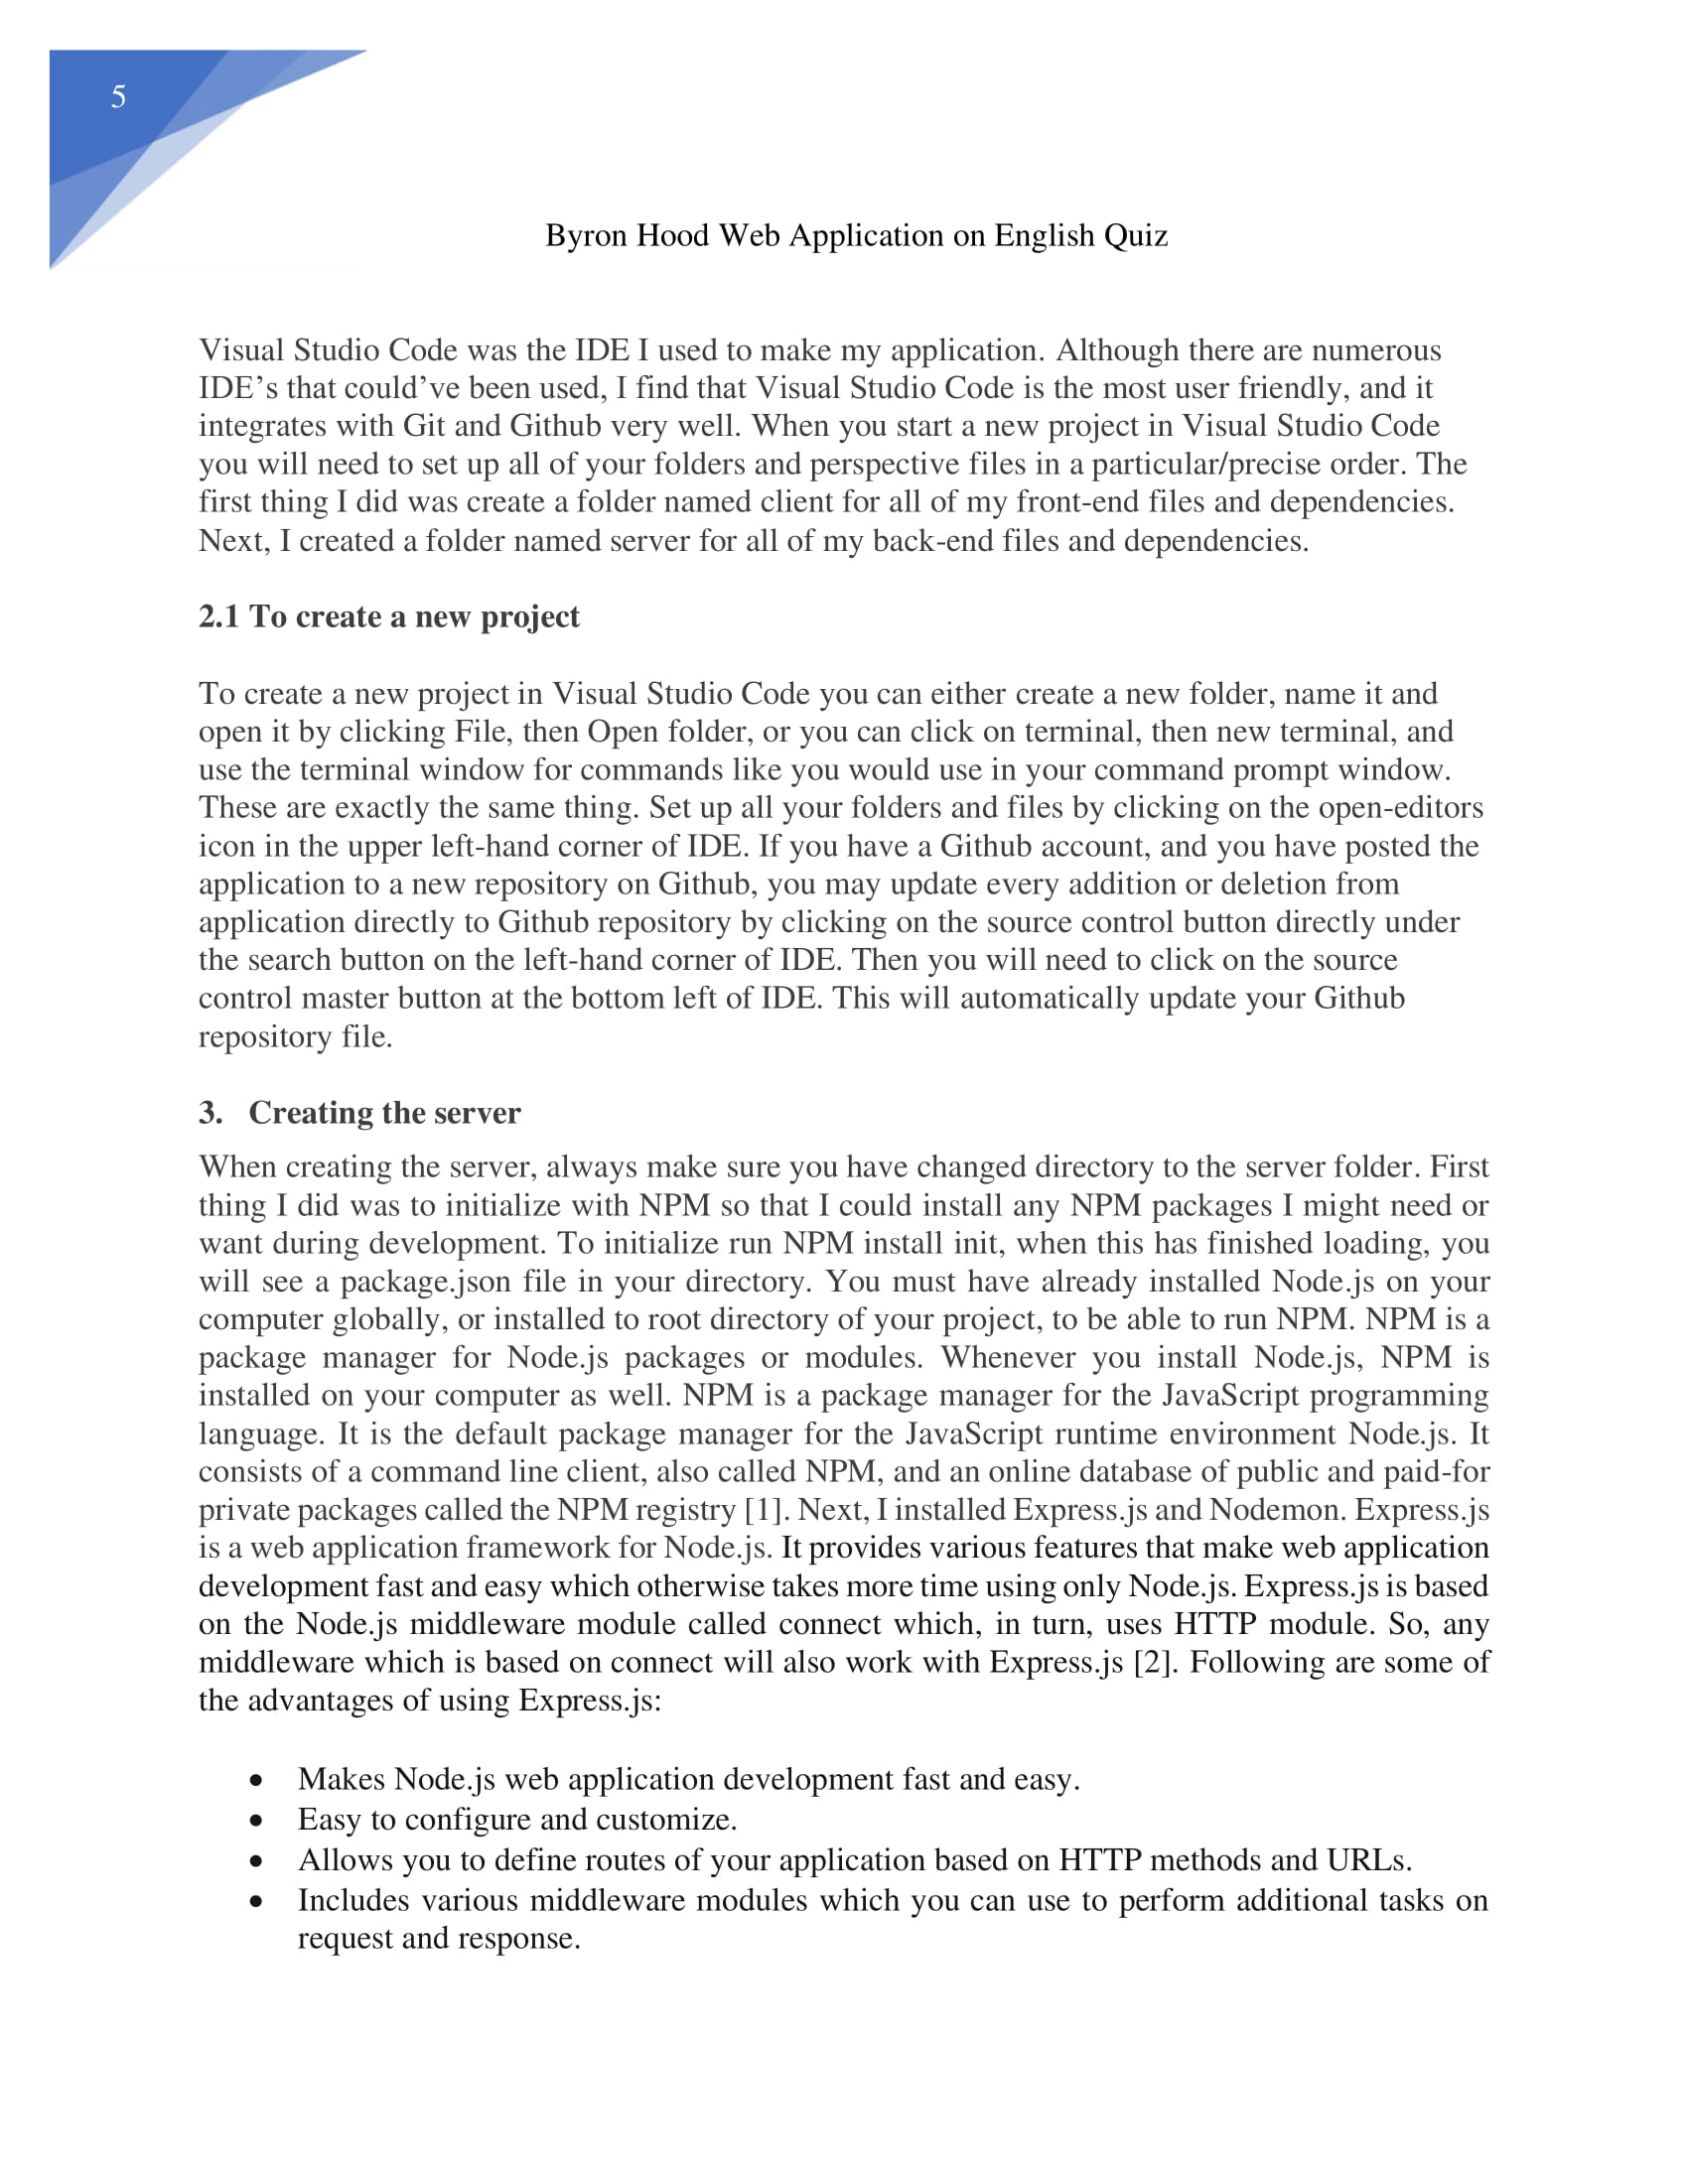 5
Byron Hood Web Application on English Quiz
Visual Studio Code was the IDE I used to make my application. Although there are numerous
IDE’s that could’ve been used, I find that Visual Studio Code is the most user friendly, and it
integrates with Git and Github very well. When you start a new project in Visual Studio Code
you will need to set up all of your folders and perspective files in a particular/precise order. The
first thing I did was create a folder named client for all of my front-end files and dependencies.
Next, I created a folder named server for all of my back-end files and dependencies.
2.1 To create a new project
To create a new project in Visual Studio Code you can either create a new folder, name it and
open it by clicking File, then Open folder, or you can click on terminal, then new terminal, and
use the terminal window for commands like you would use in your command prompt window.
These are exactly the same thing. Set up all your folders and files by clicking on the open-editors
icon in the upper left-hand corner of IDE. If you have a Github account, and you have posted the
application to a new repository on Github, you may update every addition or deletion from
application directly to Github repository by clicking on the source control button directly under
the search button on the left-hand corner of IDE. Then you will need to click on the source
control master button at the bottom left of IDE. This will automatically update your Github
repository file.
3. Creating the server
When creating the server, always make sure you have changed directory to the server folder. First
thing I did was to initialize with NPM so that I could install any NPM packages I might need or
want during development. To initialize run NPM install init, when this has finished loading, you
will see a package.json file in your directory. You must have already installed Node.js on your
computer globally, or installed to root directory of your project, to be able to run NPM. NPM is a
package manager for Node.js packages or modules. Whenever you install Node.js, NPM is
installed on your computer as well. NPM is a package manager for the JavaScript programming
language. It is the default package manager for the JavaScript runtime environment Node.js. It
consists of a command line client, also called NPM, and an online database of public and paid-for
private packages called the NPM registry [1]. Next, I installed Express.js and Nodemon. Express.js
is a web application framework for Node.js. It provides various features that make web application
development fast and easy which otherwise takes more time using only Node.js. Express.js is based
on the Node.js middleware module called connect which, in turn, uses HTTP module. So, any
middleware which is based on connect will also work with Express.js [2]. Following are some of
the advantages of using Express.js:
• Makes Node.js web application development fast and easy.
• Easy to configure and customize.
• Allows you to define routes of your application based on HTTP methods and URLs.
• Includes various middleware modules which you can use to perform additional tasks on
request and response.